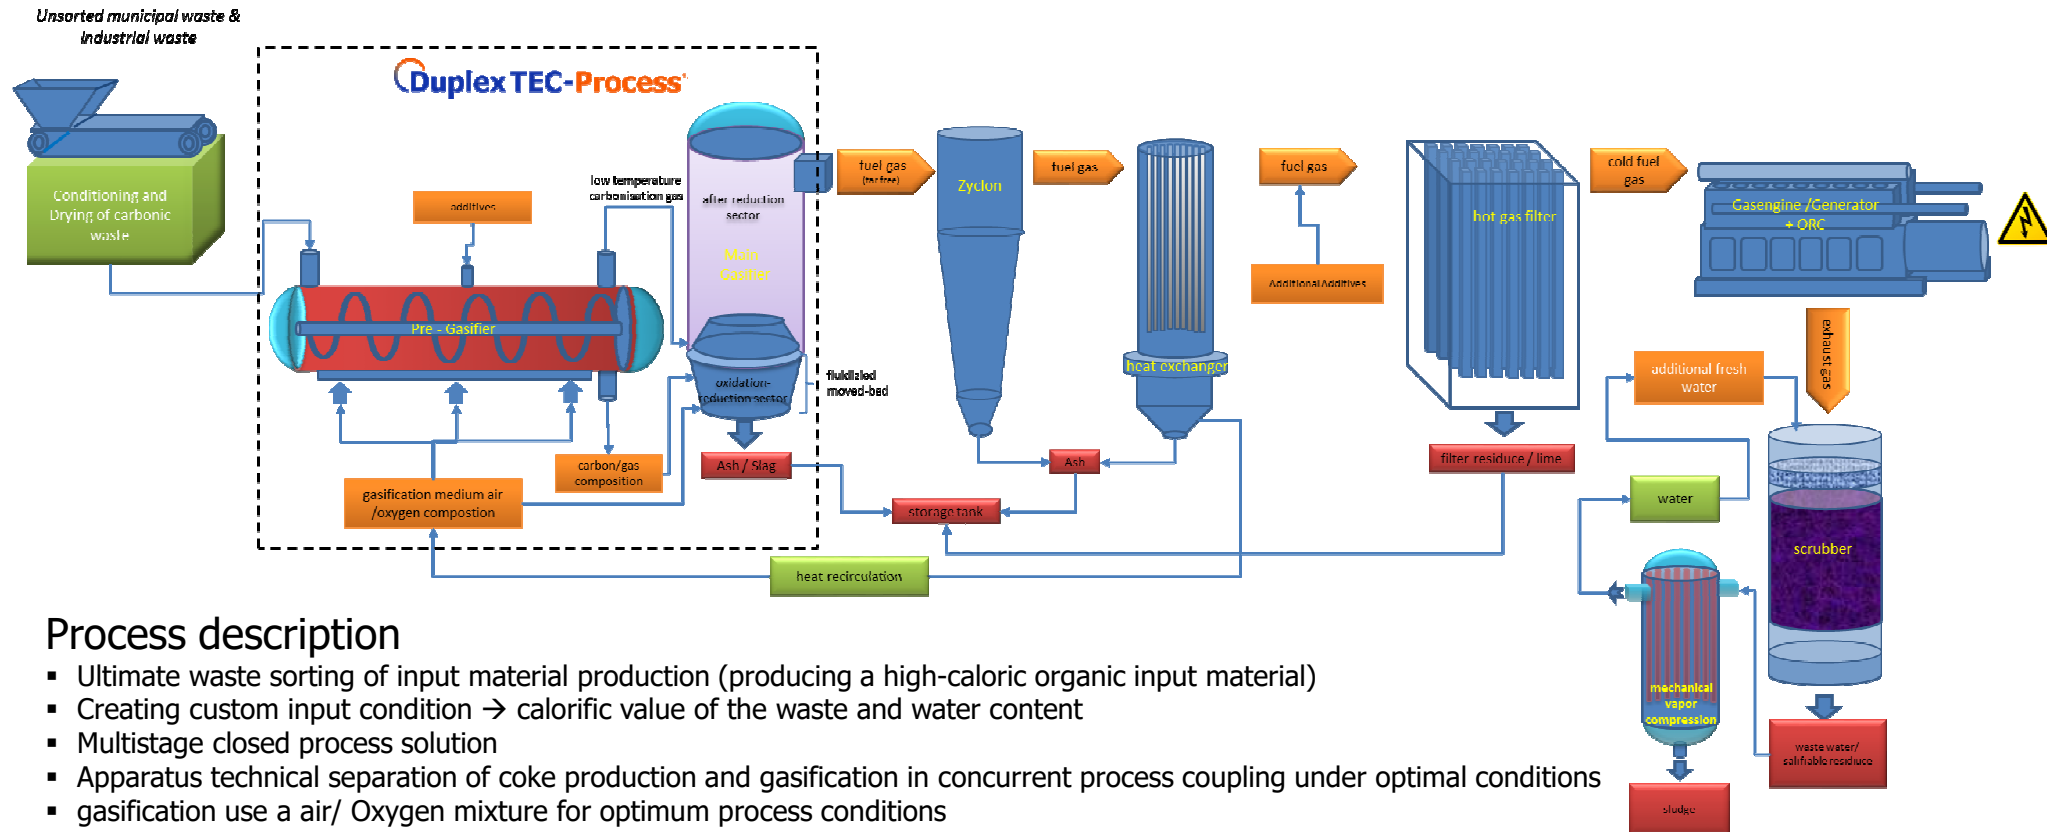 Unsorted municipal waste &
industrial waste
Duplex TEC-Process
Conditioning and
Drying of carbonic
waste
additives
low temperature
carbonisation gas
after reduction
sector
Main
Gasifier
Pre - Gasifier
oxidation-
reduction sector
fluidizied
moved-bed
carbon/gas
composition
Ash / Slag
gasification medium air
/oxygen compostion
fuel gas
(tar free)
Zyclon
fuel gas
heat exchanger
Ash
storage tank
heat recirculation
fuel gas
Additional Additives
hot gas filter
filter residuce / lime
cold fuel
gas
Gasengine /Generator
+ ORC
exhaust gas
additional fresh
water
water
scrubber
mechanical
vapor
compression
waste water/
salifiable residiuce
sludge
Process description
▪ Ultimate waste sorting of input material production (producing a high-caloric organic input material)
▪ Creating custom input condition → calorific value of the waste and water content
▪ Multistage closed process solution
▪ Apparatus technical separation of coke production and gasification in concurrent process coupling under optimal conditions
▪ gasification use a air/ Oxygen mixture for optimum process conditions